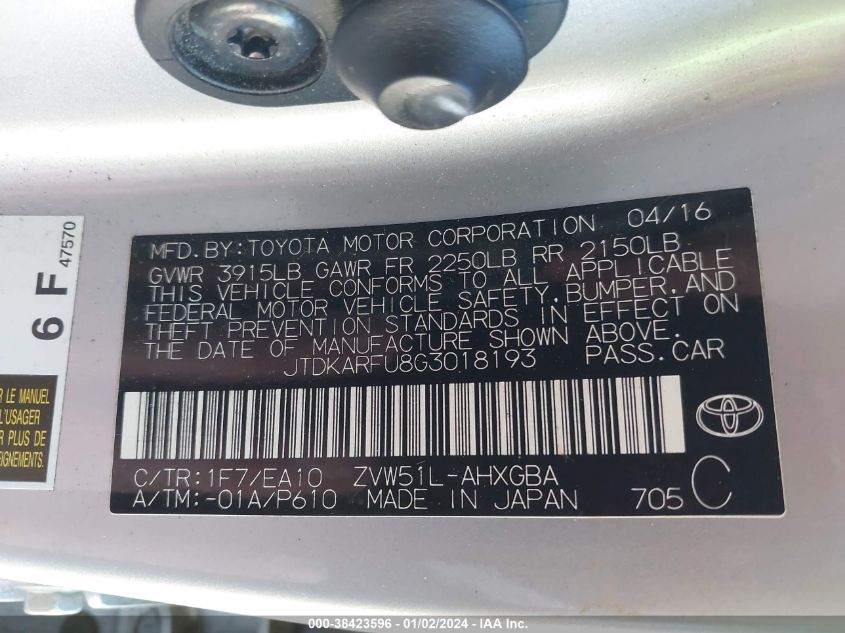 MFD. BY:TOYOTA MOTOR CORPORATION 04/16
GVWR 3915LB GAWR FR 2250LB RR 2150LB
THIS VEHICLE CONFORMS TO ALL APPLICABLE
FEDERAL MOTOR VEHICLE SAFETY,BUMPER,AND
THEFT PREVENTION STANDARDS IN EFFECT ON
THE DATE OF MANUFACTURE SHOWN ABOVE.
JTDKARFU8G3018193 PASS.CAR
C/TR:1F7/EA10 ZVW51L-AHXGBA
A/TM:-01A/P610 MADE IN JAPAN 705 C
6 F
47570
R LE MANUEL
L'USAGER
R PLUS DE
EIGNEMENTS.
000-38423596 - 01/02/2024 - IAA Inc.